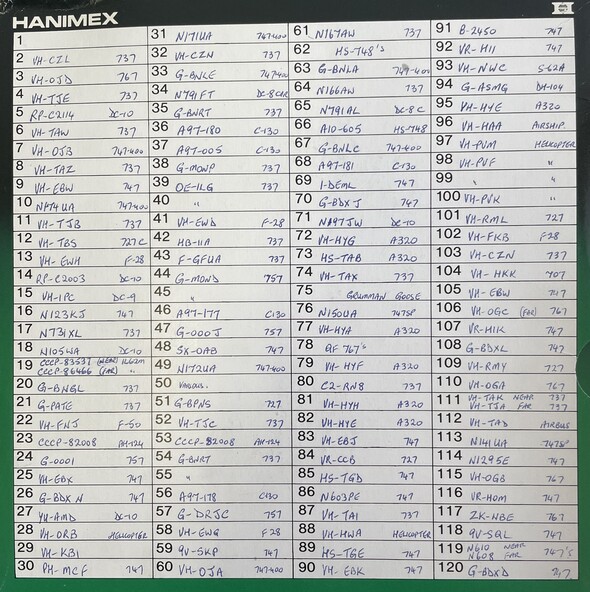 HANIMEX
1
2 VH-CZL 737
3 VH-OJD 767
4 VH-TJE 737
5 RP-C2114 DC-10
6 VH-TAW 737
7 VH-OJB 747-400
8 VH-TAZ 737
9 VH-EBW 747
10 N174UA 747-400
11 VH-TJB 737
12 VH-TBS 727C
13 VH-EWH F-28
14 RP-C2003 DC-10
15 VH-IPC DC-9
16 N123KJ 747
17 N731XL 737
18 N105WA DC-10
19 CCCP-83537 (NEAR) IL62M
CCCP-86466 (FAR) "
20 G-BNGL 737
21 G-PATE 737
22 VH-FNJ F-50
23 CCCP-82008 AN-124
24 G-0001 757
25 VH-EBX 747
26 G-BDXN 747
27 YU-AMD DC-10
28 VH-ORB HELICOPTER
29 VH-KBI
30 PH-MCF 747
31 N171UA 747-400
32 VH-CZN 737
33 G-BNLE 747-400
34 N791FT DC-8
35 G-BNRT 737
36 A97-180 C-130
37 A97-005 C-130
38 G-MONP 737
39 OE-ILG 737
40 "
41 VH-EWD F-28
42 HB-IIA 737
43 F-GFUA 737
44 G-MOND 757
45 "
46 A97-177 C130
47 G-OOOJ 757
48 SX-OAB 747
49 N172UA 747-400
50
51 G-BPNS 727
52 VH-TJC 737
53 CCCP-82008 AN-124
54 G-BNRT 737
55 "
56 A97-178 C130
57 G-DRJC 757
58 VH-EWG F-28
59 9V-SKP 747
60 VH-OJA 747-400
61 N167AW 737
62 HS-748's
63 G-BNLA 747-400
64 N166AW 737
65 N791AL DC-8C
66 A10-605 HS-748
67 G-BNLC 747-400
68 A97-181 C-130
69 I-DEML 747
70 G-BDXJ 747
71 N197JW DC-10
72 VH-HYG A320
73 HS-TAB A320
74 VH-TAX 737
75 GRUMMAN GOOSE
76 N150UA 747SP
77 VH-HYA A320
78 QF 767's
79 VH-HYF A320
80 C2-RN8 737
81 VH-HYH A320
82 VH-HYE A320
83 VH-EBJ 747
84 VR-CCB 727
85 HS-TGD 747
86 N603PE 747
87 VH-TAI 737
88 VH-HWA HELICOPTER
89 HS-TGE 747
90 VH-EBK 747
91 B-2450 747
92 VR-HII 747
93 VH-NWC S-62A
94 G-ASMG DH-104
95 VH-HYE A320
96 VH-HAA AIRSHIP
97 VH-PVM HELICOPTER
98 VH-PVF "
99 "
100 VH-PVK "
101 VH-RML 727
102 VH-FKB F28
103 VH-CZN 737
104 VH-HKK 707
105 VH-EBW 747
106 VH-OGC (FAR) 767
107 VR-HIK 747
108 G-BDXL 747
109 VH-RMY 727
110 VH-OGA 767
111 VH-TAK NEAR 737
VH-TJA FAR 737
112 VH-TAD AIRBUS
113 N141UA 747SP
114 N1295E 747
115 VH-OGB 767
116 VR-HOM 747
117 ZK-NBE 767
118 9V-SQL 747
119 N610 NEAR
N608 FAR 747's
120 G-BDXD 747